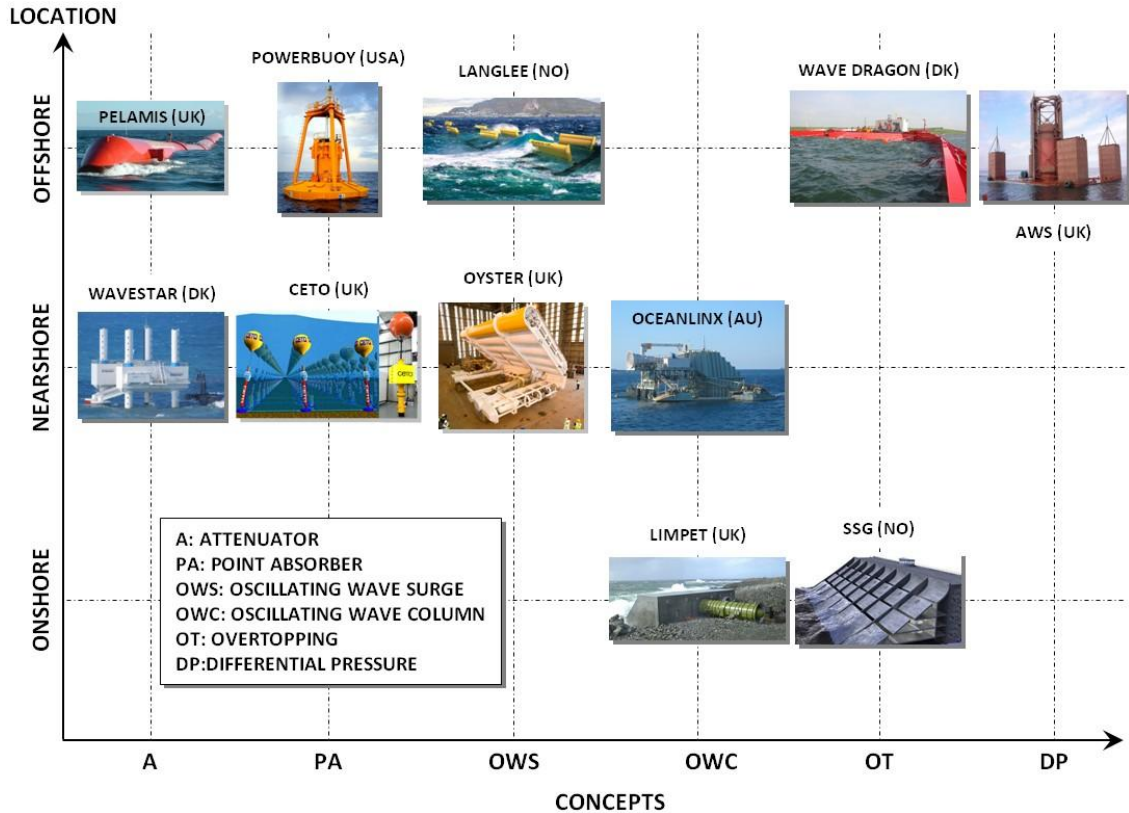 LOCATION
OFFSHORE
PELAMIS (UK)
POWERBUOY (USA)
LANGLEE (NO)
WAVE DRAGON (DK)
AWS (UK)
NEARSHORE
WAVESTAR (DK)
CETO (UK)
CETO
OYSTER (UK)
OCEANLINX (AU)
ONSHORE
LIMPET (UK)
SSG (NO)
A: ATTENUATOR
PA: POINT ABSORBER
OWS: OSCILLATING WAVE SURGE
OWC: OSCILLATING WAVE COLUMN
OT: OVERTOPPING
DP:DIFFERENTIAL PRESSURE
A
PA
OWS
OWC
OT
DP
CONCEPTS